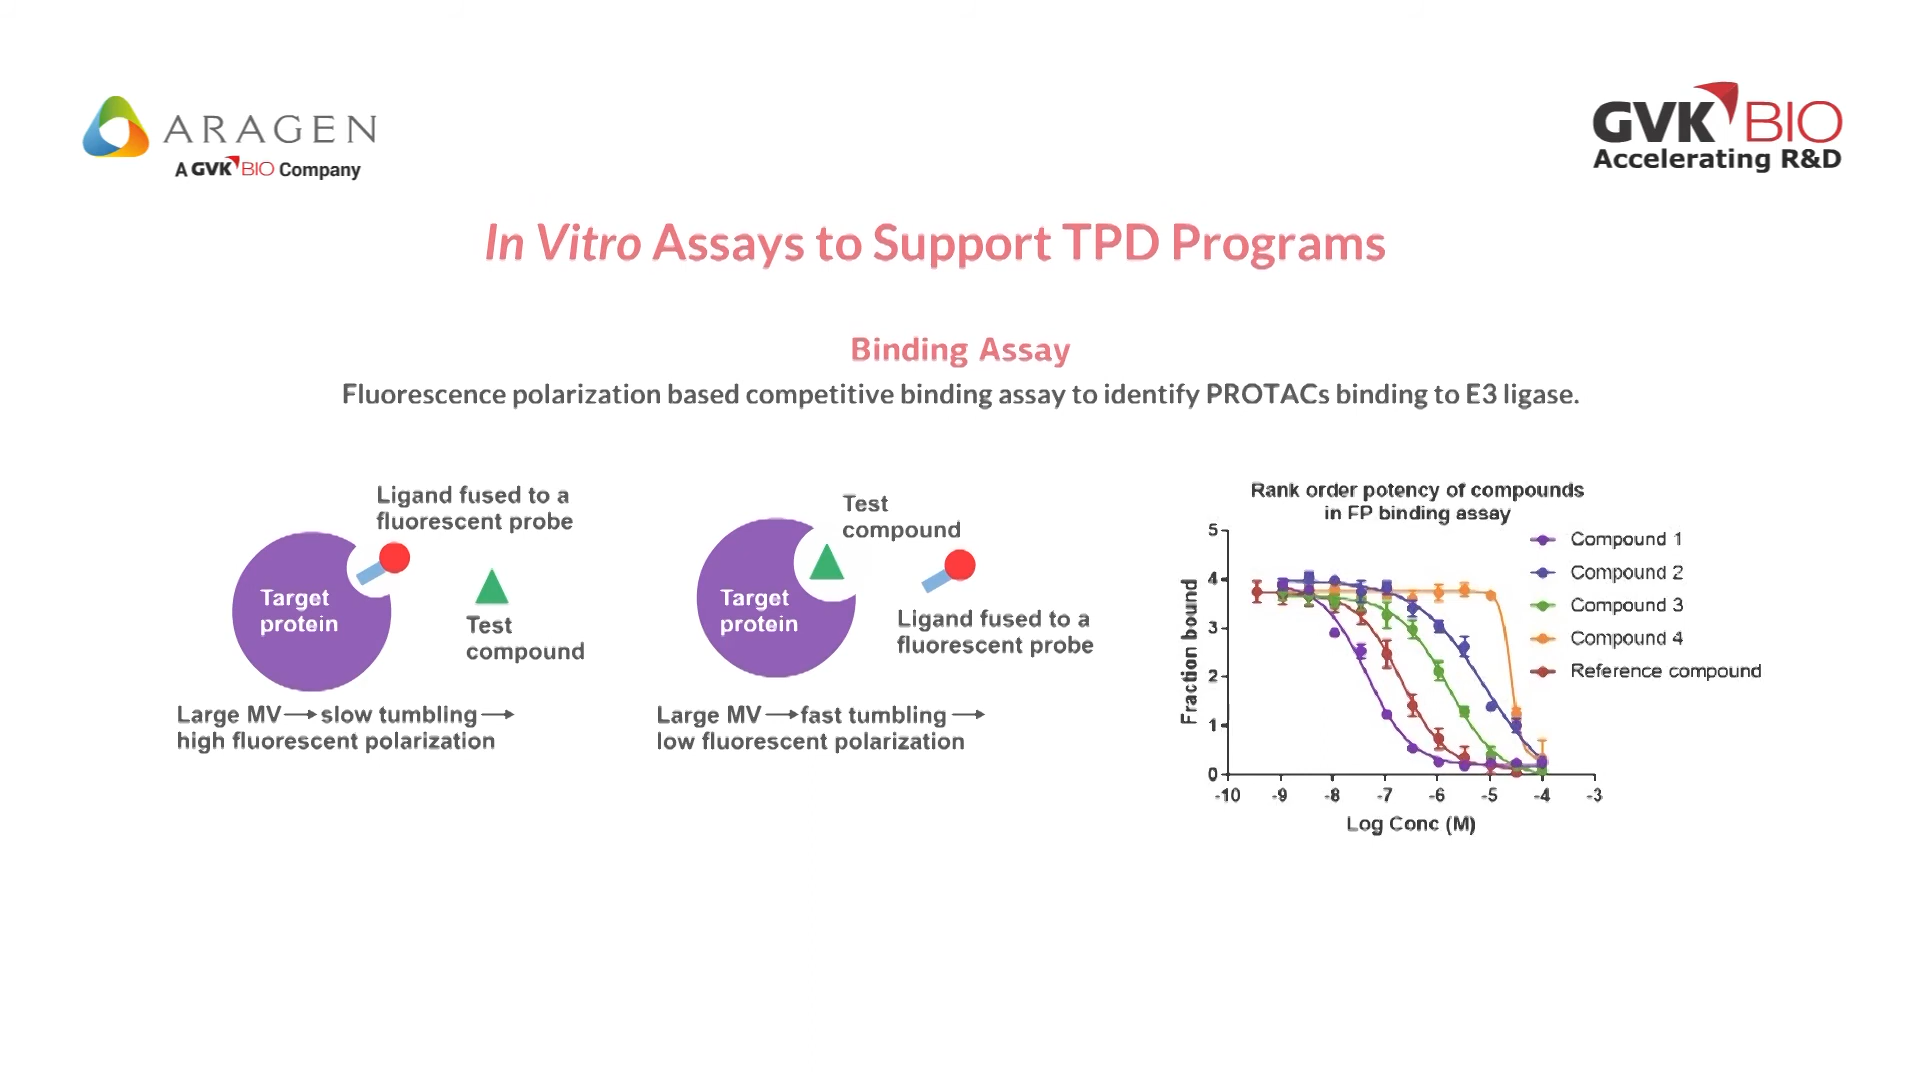 ARAGEN
A GVK BIO Company
GVK BIO
Accelerating R&D
In Vitro Assays to Support TPD Programs
Binding Assay
Fluorescence polarization based competitive binding assay to identify PROTACs binding to E3 ligase.
Ligand fused to a
fluorescent probe
Target
protein
Test
compound
Large MV→slow tumbling→
high fluorescent polarization
Test
compound
Target
protein
Ligand fused to a
fluorescent probe
Large MV→fast tumbling→
low fluorescent polarization
Rank order potency of compounds
in FP binding assay
Fraction bound
5
4
3
2
1
0
-10 -9 -8 -7 -6 -5 -4 -3
Log Conc (M)
Compound 1
Compound 2
Compound 3
Compound 4
Reference compound